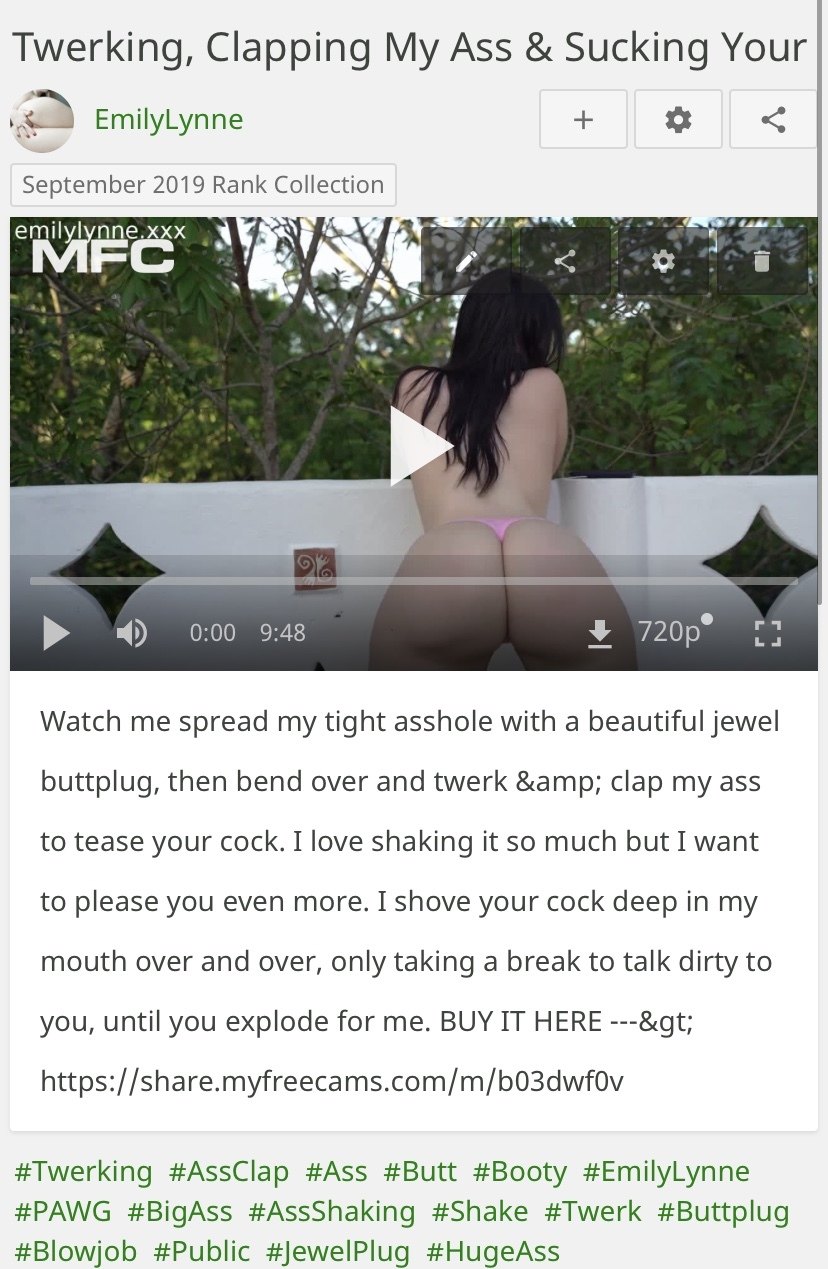 Twerking, Clapping My Ass & Sucking Your
EmilyLynne
September 2019 Rank Collection
emilylynne.xxx
MFC
0:00 9:48 720p
Watch me spread my tight asshole with a beautiful jewel
buttplug, then bend over and twerk &amp; clap my ass
to tease your cock. I love shaking it so much but I want
to please you even more. I shove your cock deep in my
mouth over and over, only taking a break to talk dirty to
you, until you explode for me. BUY IT HERE ---&gt;
https://share.myfreecams.com/m/b03dwf0v
#Twerking #AssClap #Ass #Butt #Booty #EmilyLynne
#PAWG #BigAss #AssShaking #Shake #Twerk #Buttplug
#Blowjob #Public #JewelPlug #HugeAss